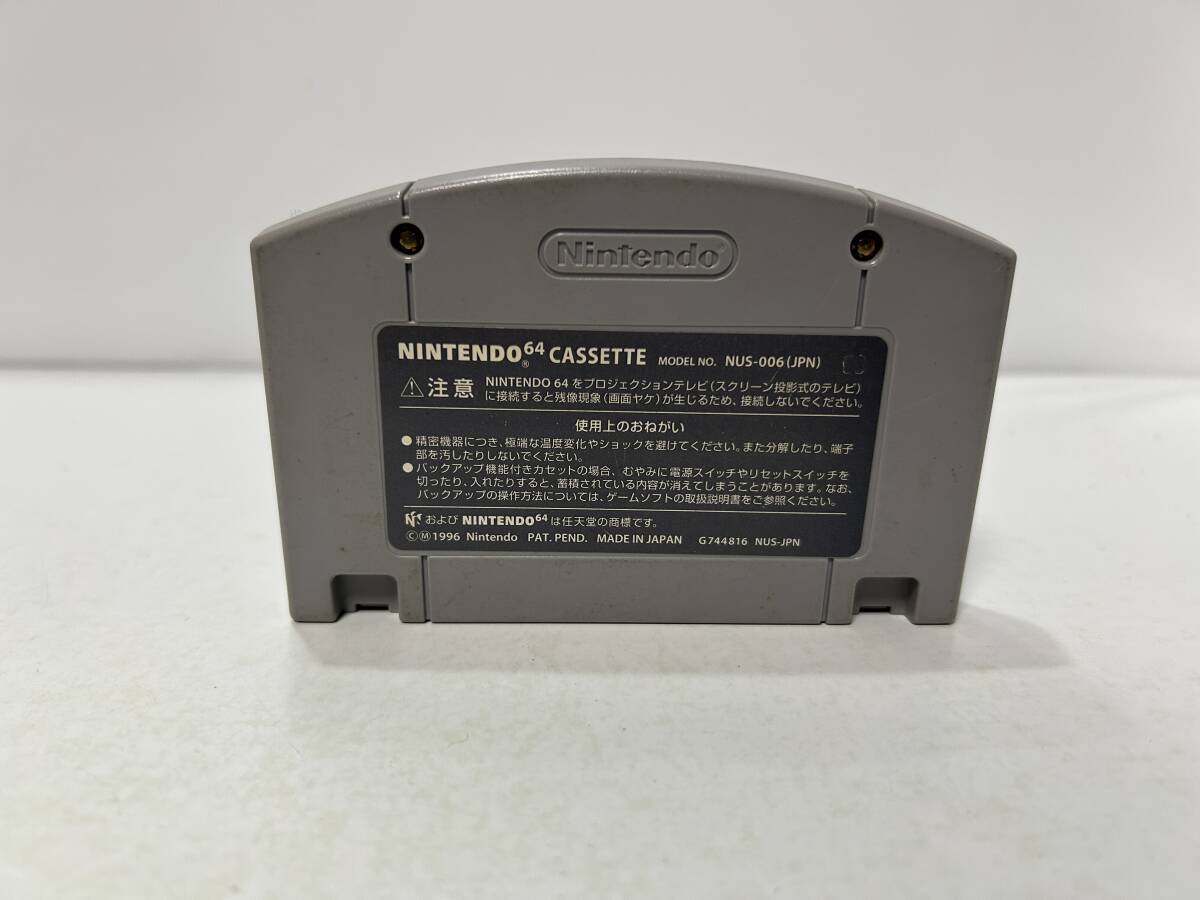 Nintendo
NINTENDO64® CASSETTE MODEL NO. NUS-006(JPN)
⚠注意 NINTENDO 64 をプロジェクションテレビ(スクリーン投影式のテレビ)
に接続すると残像現象(画面ヤケ)が生じるため、接続しないでください。
使用上のおねがい
●精密機器につき、極端な温度変化やショックを避けてください。また分解したり、端子
部を汚したりしないでください。
●バックアップ機能付きカセットの場合、むやみに電源スイッチやリセットスイッチを
切ったり、入れたりすると、蓄積されている内容が消えてしまうことがあります。なお、
バックアップの操作方法については、ゲームソフトの取扱説明書をご参照ください。
および NINTENDO64 は任天堂の商標です。
ⒸⓂ1996 Nintendo PAT. PEND. MADE IN JAPAN G744816 NUS-JPN